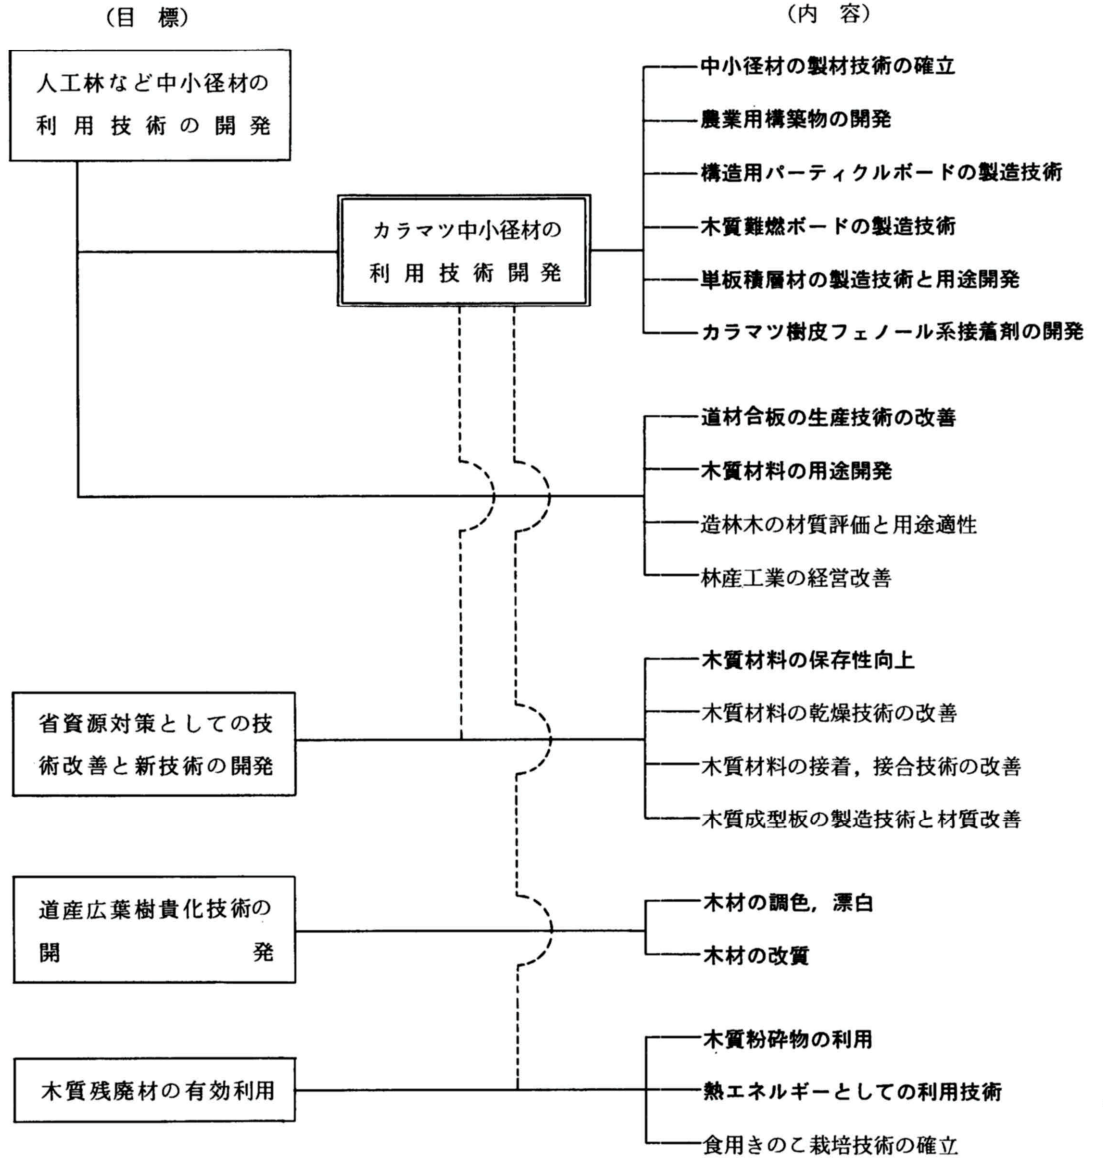 (目 標)
(内 容)
人工林など中小径材の
利用技術の開発
カラマツ中小径材の
利用技術開発
中小径材の製材技術の確立
農業用構築物の開発
構造用パーティクルボードの製造技術
木質難燃ボードの製造技術
単板積層材の製造技術と用途開発
カラマツ樹皮フェノール系接着剤の開発
道材合板の生産技術の改善
木質材料の用途開発
造林木の材質評価と用途適性
林産工業の経営改善
省資源対策としての技
術改善と新技術の開発
木質材料の保存性向上
木質材料の乾燥技術の改善
木質材料の接着，接合技術の改善
木質成型板の製造技術と材質改善
道産広葉樹貴化技術の
開 発
木材の調色，漂白
木材の改質
木質残廃材の有効利用
木質粉砕物の利用
熱エネルギーとしての利用技術
食用きのこ栽培技術の確立